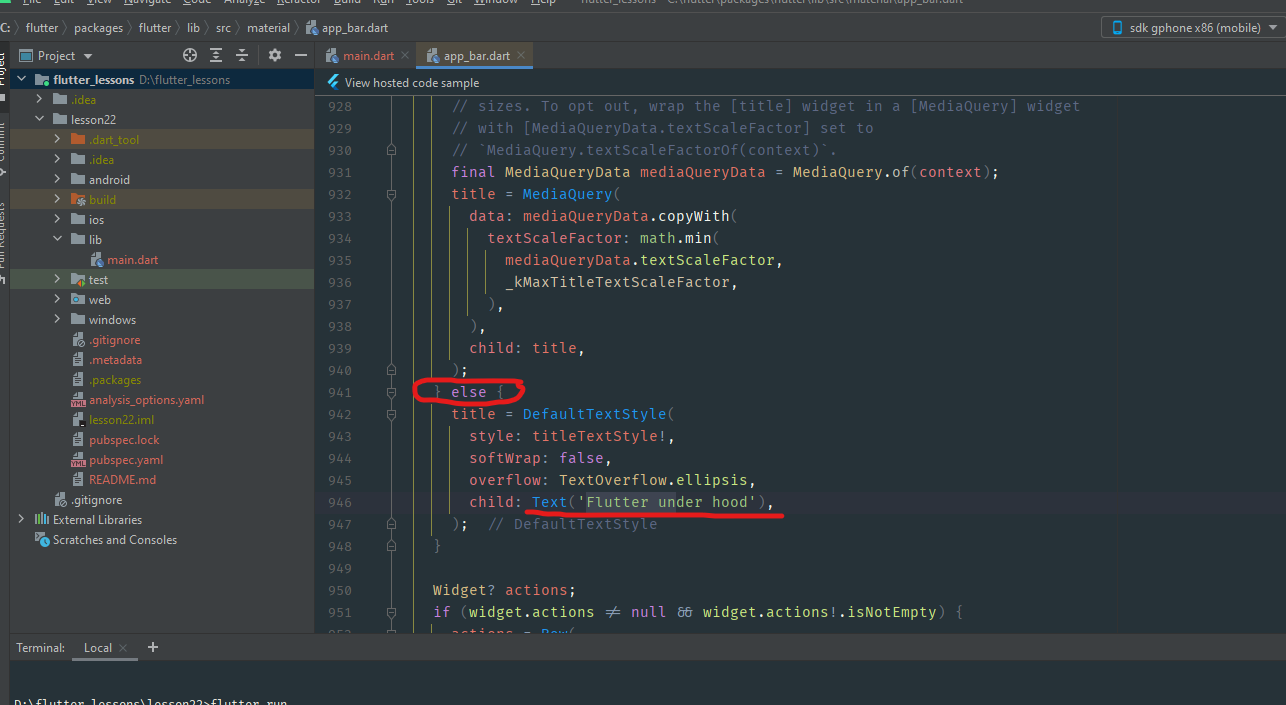 File Edit View Navigate Code Analyze Refactor Build Run Tools Git Window Help flutter_lessons - C:\flutter\packages\flutter\lib\src\material\app_bar.dart
C: flutter packages flutter lib src material app_bar.dart sdk gphone x86 (mobile)
Project main.dart app_bar.dart
flutter_lessons D:\flutter_lessons
View hosted code sample
.idea
lesson22
.dart_tool
.idea
android
build
ios
lib
main.dart
test
web
windows
.gitignore
.metadata
.packages
analysis_options.yaml
lesson22.iml
pubspec.lock
pubspec.yaml
README.md
.gitignore
External Libraries
Scratches and Consoles
Project
Commit
Pull Requests
928 // sizes. To opt out, wrap the [title] widget in a [MediaQuery] widget
929 // with [MediaQueryData.textScaleFactor] set to
930 // `MediaQuery.textScaleFactorOf(context)`.
931 final MediaQueryData mediaQueryData = MediaQuery.of(context);
932 title = MediaQuery(
933 data: mediaQueryData.copyWith(
934 textScaleFactor: math.min(
935 mediaQueryData.textScaleFactor,
936 _kMaxTitleTextScaleFactor,
937 ),
938 ),
939 child: title,
940 );
941 } else {
942 title = DefaultTextStyle(
943 style: titleTextStyle!,
944 softWrap: false,
945 overflow: TextOverflow.ellipsis,
946 child: Text('Flutter under hood'),
947 ); // DefaultTextStyle
948 }
949
950 Widget? actions;
951 if (widget.actions ≠ null && widget.actions!.isNotEmpty) {
952 actions = Row(
Terminal: Local
D:\flutter_lessons\lesson22>flutter run